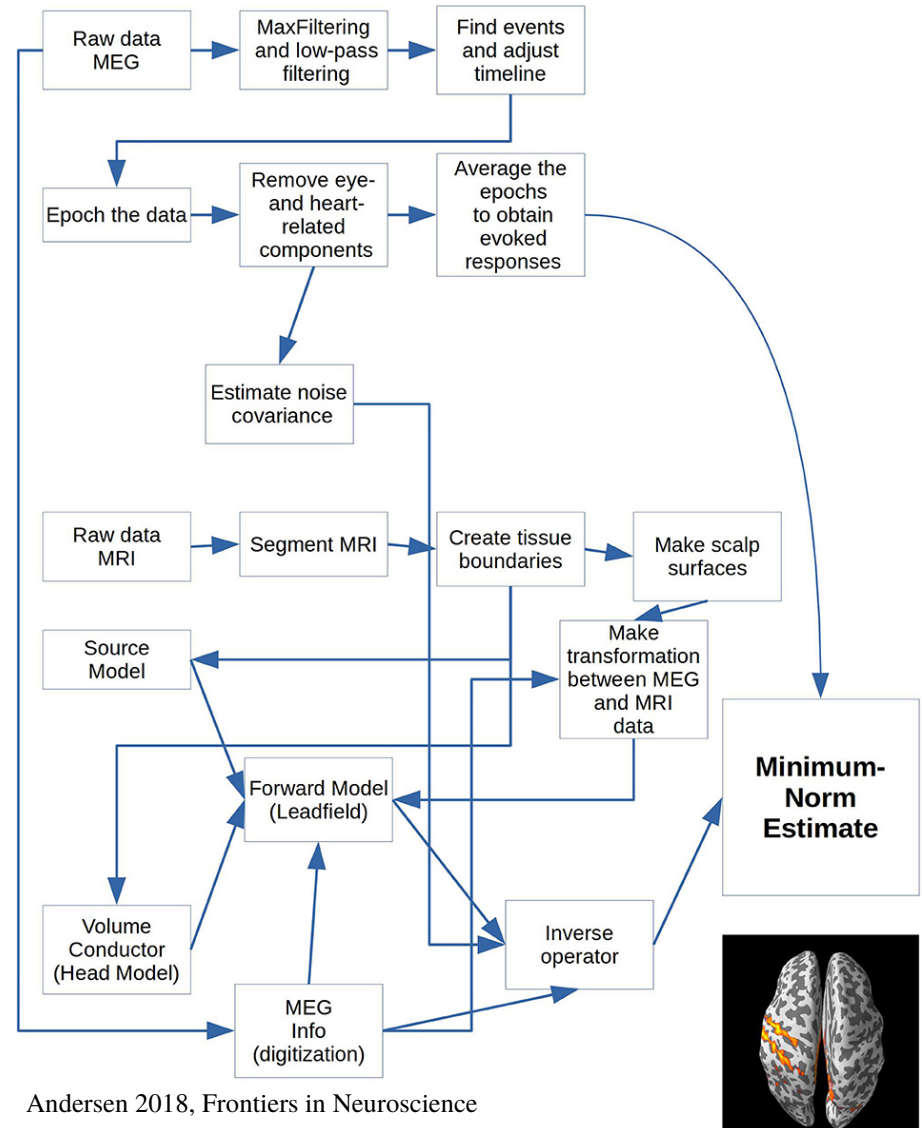 Raw data
MEG
MaxFiltering
and low-pass
filtering
Find events
and adjust
timeline
Epoch the data
Remove eye-
and heart-
related
components
Average the
epochs
to obtain
evoked
responses
Estimate noise
covariance
Raw data
MRI
Segment MRI
Create tissue
boundaries
Make scalp
surfaces
Source
Model
Make
transformation
between MEG
and MRI
data
Forward Model
(Leadfield)
Minimum-
Norm
Estimate
Volume
Conductor
(Head Model)
Inverse
operator
MEG
Info
(digitization)
Andersen 2018, Frontiers in Neuroscience